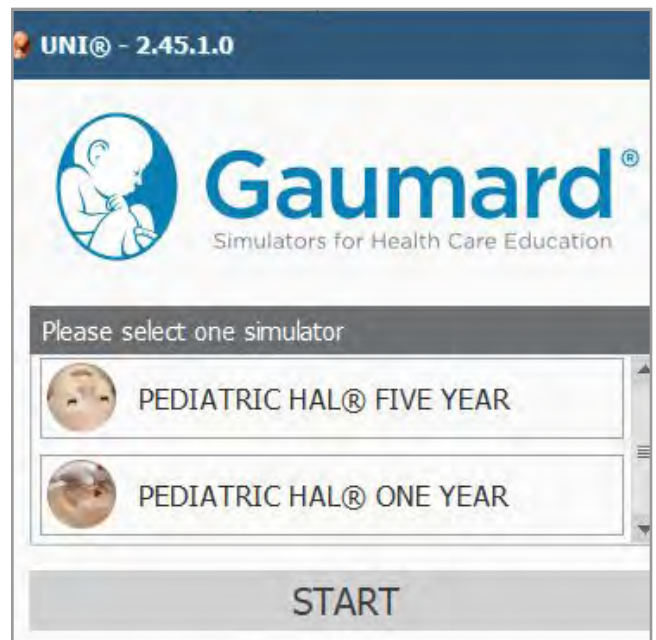 UNI® - 2.45.1.0
Gaumard®
Simulators for Health Care Education
Please select one simulator
PEDIATRIC HAL® FIVE YEAR
PEDIATRIC HAL® ONE YEAR
START